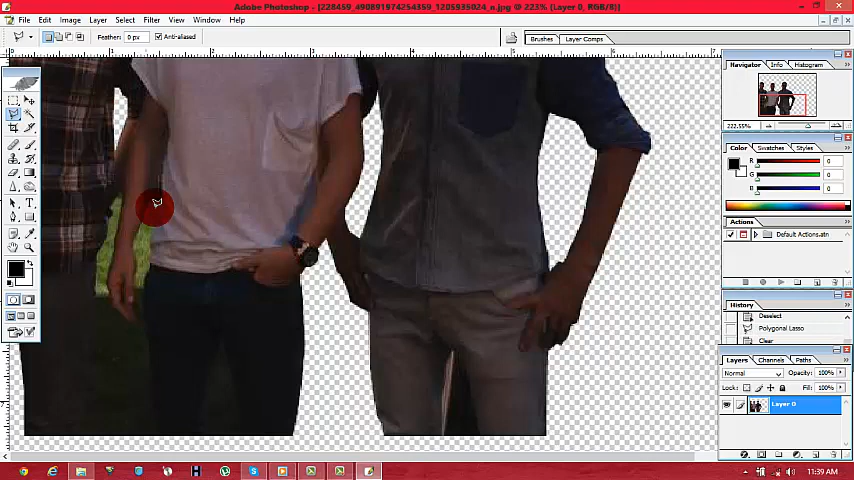 Adobe Photoshop - [228459_490891974254359_1205935024_n.jpg @ 223% (Layer 0, RGB/8)]
File Edit Image Layer Select Filter View Window Help
Feather: 0 px Anti-aliased
Brushes Layer Comps
Navigator Info Histogram
222.55%
Color Swatches Styles
R 0
G 0
B 0
Actions
Default Actions.atn
History
Deselect
Polygonal Lasso
Clear
Layers Channels Paths
Normal Opacity: 100%
Lock: Fill: 100%
Layer 0
11:39 AM